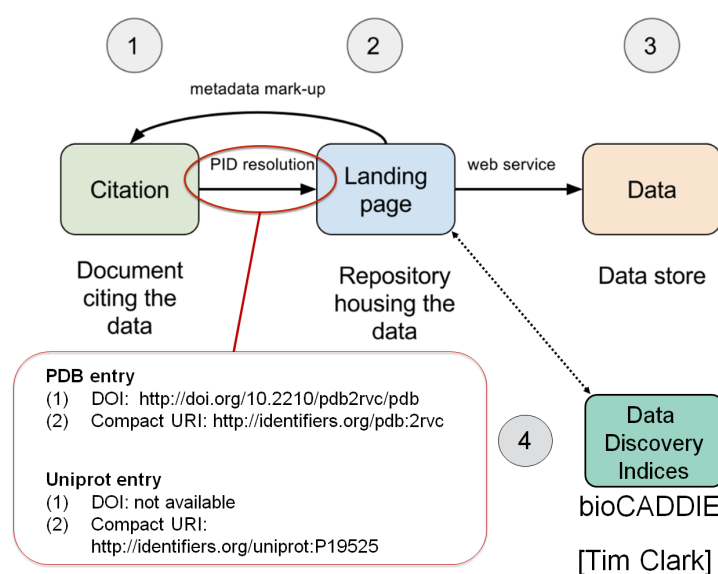 1
2
3
metadata mark-up
PID resolution
web service
Citation
Landing
page
Data
Document
citing the
data
Repository
housing the
data
Data store
PDB entry
(1) DOI: http://doi.org/10.2210/pdb2rvc/pdb
(2) Compact URI: http://identifiers.org/pdb:2rvc
Uniprot entry
(1) DOI: not available
(2) Compact URI:
http://identifiers.org/uniprot:P19525
4
Data
Discovery
Indices
bioCADDIE
[Tim Clark]